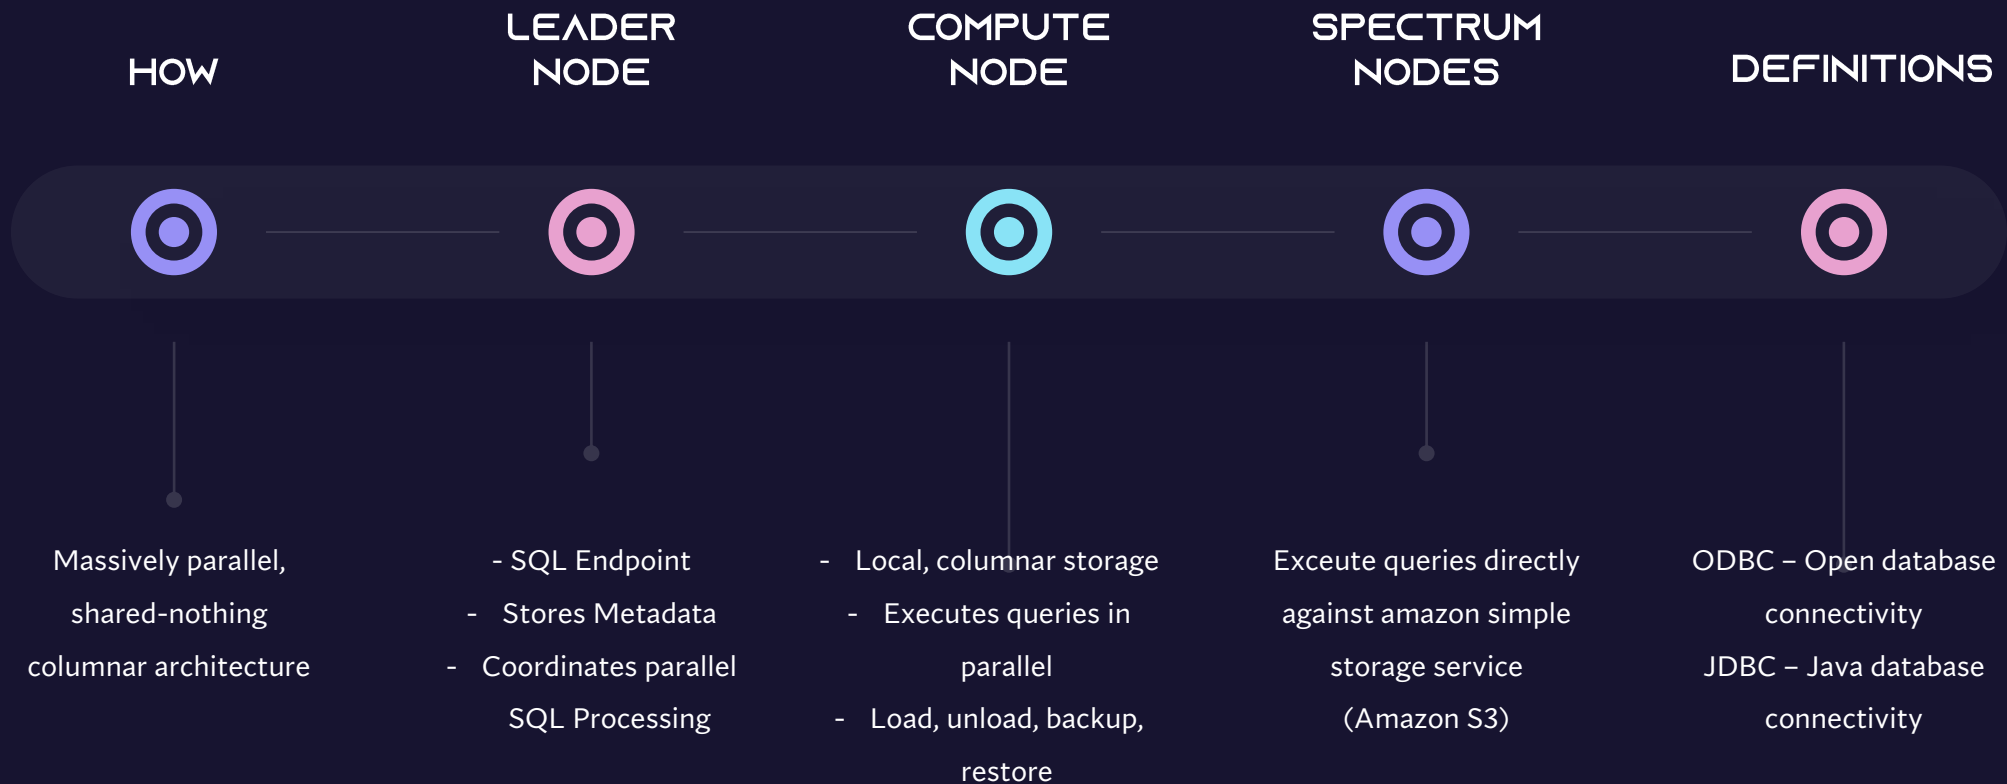 HOW
LEADER
NODE
COMPUTE
NODE
SPECTRUM
NODES
DEFINITIONS
Massively parallel,
shared-nothing
columnar architecture
- SQL Endpoint
- Stores Metadata
- Coordinates parallel
SQL Processing
- Local, columnar storage
- Executes queries in
parallel
- Load, unload, backup,
restore
Exceute queries directly
against amazon simple
storage service
(Amazon S3)
ODBC – Open database
connectivity
JDBC – Java database
connectivity